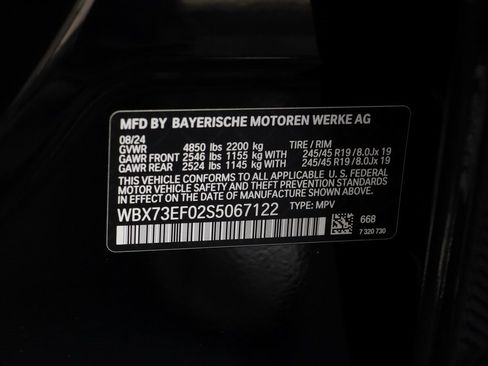 MFD BY BAYERISCHE MOTOREN WERKE AG
08/24
GVWR 4850 lbs 2200 kg TIRE / RIM
GAWR FRONT 2546 lbs 1155 kg WITH 245/45 R19 / 8.0Jx 19
GAWR REAR 2524 lbs 1145 kg WITH 245/45 R19 / 8.0Jx 19
THIS VEHICLE CONFORMS TO ALL APPLICABLE U. S. FEDERAL
MOTOR VEHICLE SAFETY AND THEFT PREVENTION STANDARDS
IN EFFECT ON THE DATE OF MANUFACTURE SHOWN ABOVE.
WBX73EF02S5067122 TYPE: MPV
668
7 320 730